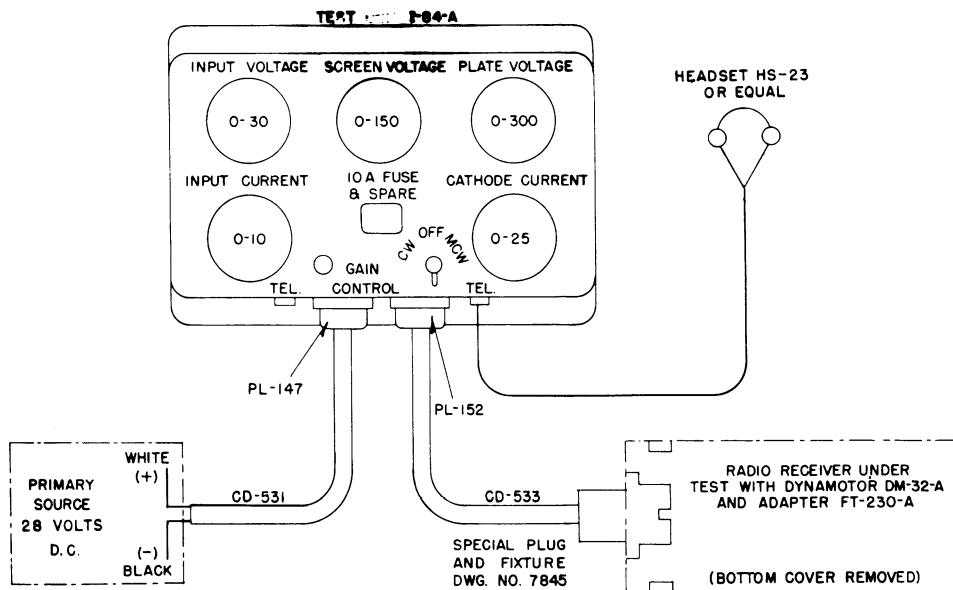 TEST
INPUT VOLTAGE SCREEN VOLTAGE PLATE VOLTAGE
0-30 0-150 0-300
INPUT CURRENT 10A FUSE & SPARE CATHODE CURRENT
0-10 0-25
CW OFF MCW
GAIN CONTROL
TEL. TEL.
HEADSET HS-23
OR EQUAL
PL-147
PL-152
PRIMARY
SOURCE
28 VOLTS
D.C.
WHITE
(+)
(-)
BLACK
CD-531
CD-533
SPECIAL PLUG
AND FIXTURE
DWG. NO. 7845
RADIO RECEIVER UNDER
TEST WITH DYNAMOTOR DM-32-A
AND ADAPTER FT-230-A
(BOTTOM COVER REMOVED)